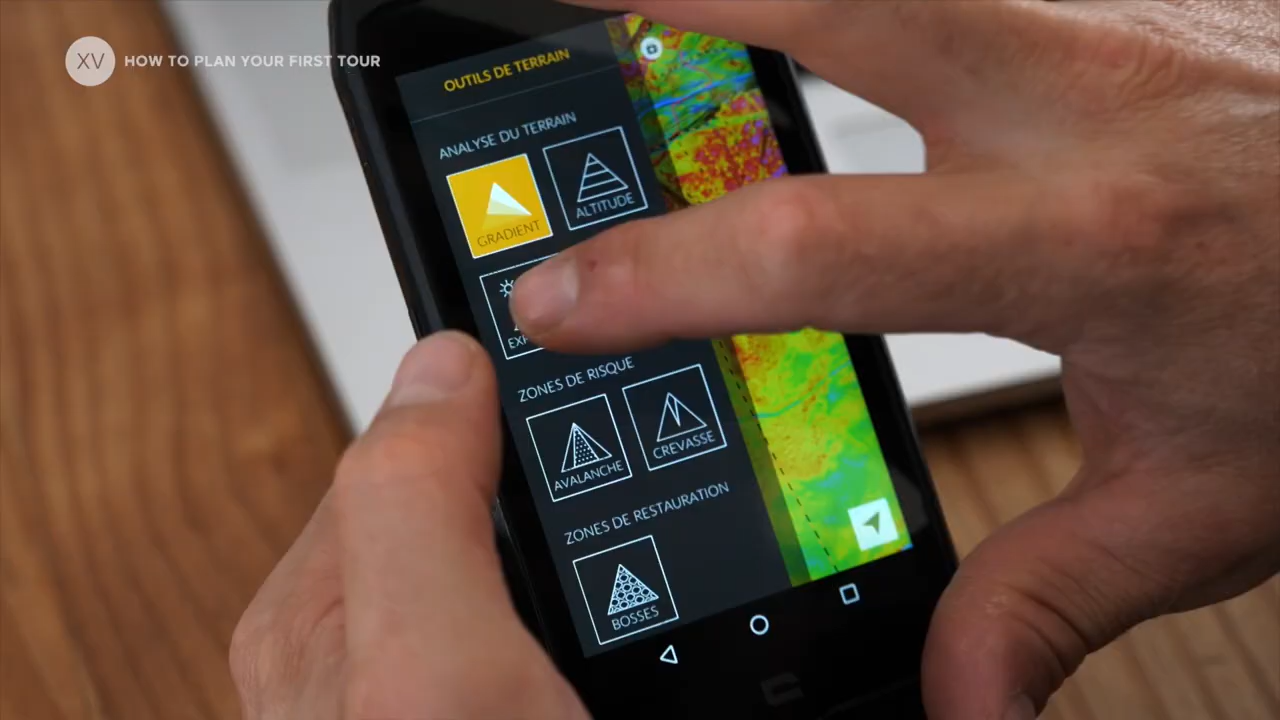 XV HOW TO PLAN YOUR FIRST TOUR
OUTILS DE TERRAIN
ANALYSE DU TERRAIN
GRADIENT
ALTITUDE
ZONES DE RISQUE
AVALANCHE
CREVASSE
ZONES DE RESTAURATION
BOSSES